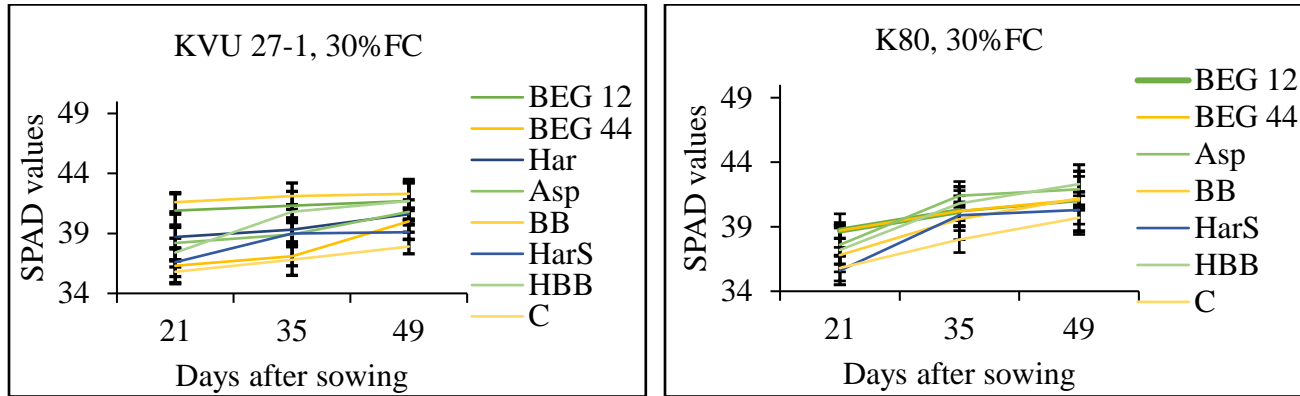 KVU 27-1, 30%FC
SPAD values
49
44
39
34
21 35 49
Days after sowing
BEG 12
BEG 44
Har
Asp
BB
HarS
HBB
C
K80, 30%FC
SPAD values
49
44
39
34
21 35 49
Days after sowing
BEG 12
BEG 44
Asp
BB
HarS
HBB
C